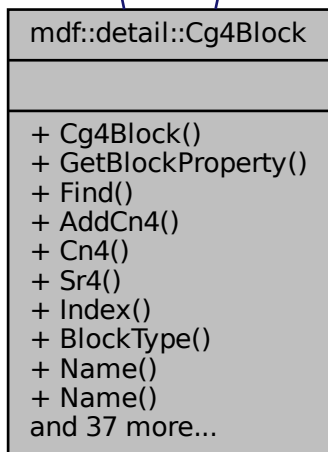 mdf::detail::Cg4Block
+ Cg4Block()
+ GetBlockProperty()
+ Find()
+ AddCn4()
+ Cn4()
+ Sr4()
+ Index()
+ BlockType()
+ Name()
+ Name()
and 37 more...